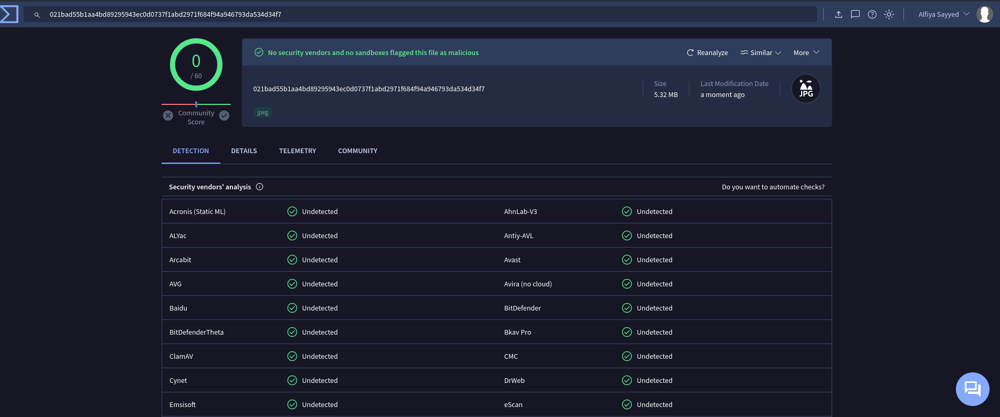 021bad55b1aa4bd89295943ec0d0737f1abd2971f684f94a946793da534d34f7
Alfiya Sayyed
0
/ 60
Community
Score
No security vendors and no sandboxes flagged this file as malicious
Reanalyze
Similar
More
021bad55b1aa4bd89295943ec0d0737f1abd2971f684f94a946793da534d34f7
jpeg
Size
5.32 MB
Last Modification Date
a moment ago
JPG
DETECTION DETAILS TELEMETRY COMMUNITY
Security vendors' analysis
Do you want to automate checks?
Acronis (Static ML) Undetected AhnLab-V3 Undetected
ALYac Undetected Antiy-AVL Undetected
Arcabit Undetected Avast Undetected
AVG Undetected Avira (no cloud) Undetected
Baidu Undetected BitDefender Undetected
BitDefenderTheta Undetected Bkav Pro Undetected
ClamAV Undetected CMC Undetected
Cynet Undetected DrWeb Undetected
Emsisoft Undetected eScan Undetected